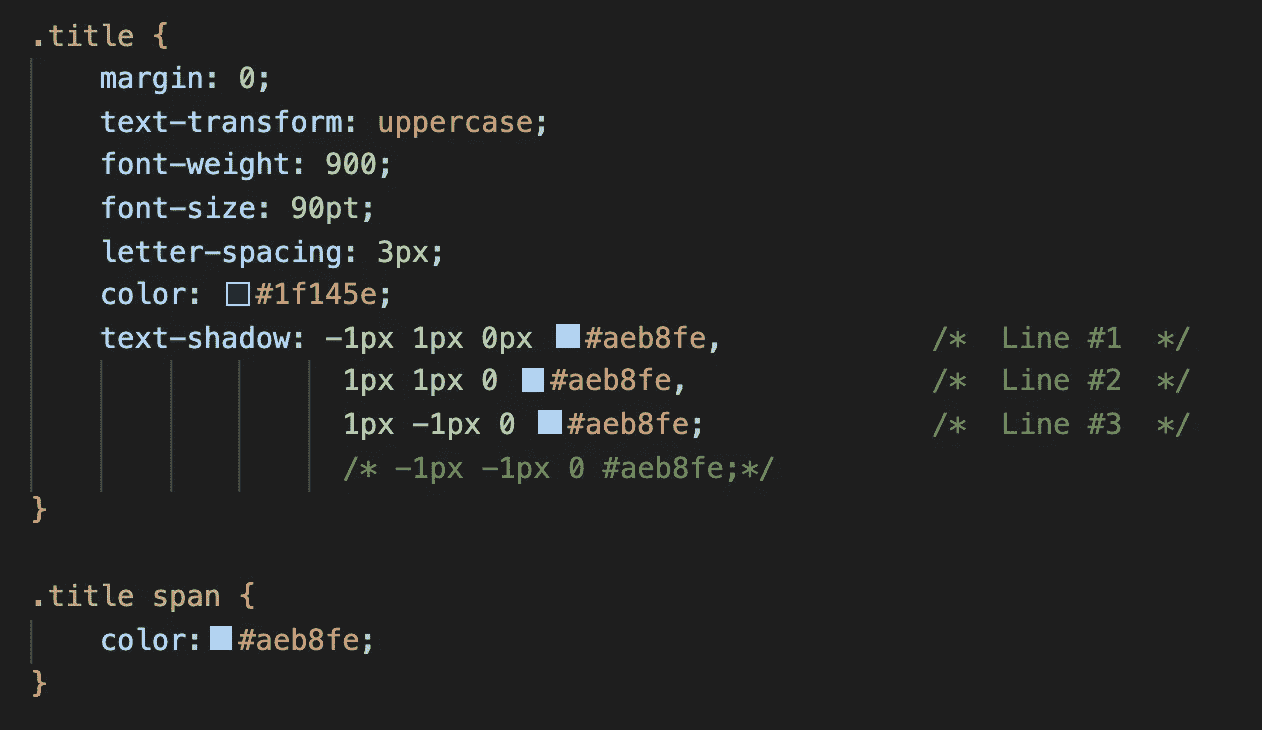 .title {
    margin: 0;
    text-transform: uppercase;
    font-weight: 900;
    font-size: 90pt;
    letter-spacing: 3px;
    color: #1f145e;
    text-shadow: -1px 1px 0px #aeb8fe,             /*  Line #1  */
                  1px 1px 0 ,#aeb8fe,               /*  Line #2  */
                  1px -1px 0 #aeb8fe;              /*  Line #3  */
                  /* -1px -1px 0 #aeb8fe;*/
}

.title span {
    color: #aeb8fe;
}